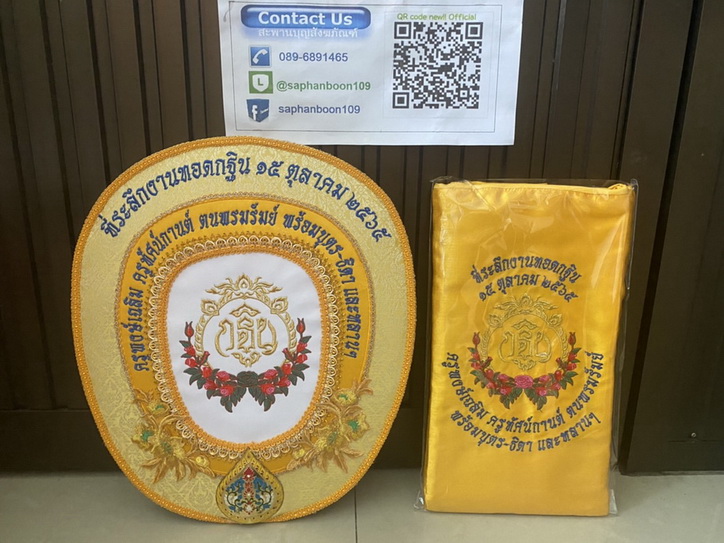 Contact Us
สะพานบุญสังฆภัณฑ์
089-6891465
@saphanboon109
saphanboon109
QR code new!! Official
ที่ระลึกงานทอดกฐิน ๑๕ ตุลาคม ๒๕๖๕
ครูพงษ์เฉลิม ครูทัศน์กานต์ ตนพรมรัมย์ พร้อมบุตร-ธิดา และหลานๆ
กฐิน
ที่ระลึกงานทอดกฐิน
๑๕ ตุลาคม ๒๕๖๕
กฐิน
ครูพงษ์เฉลิม ครูทัศน์กานต์ ตนพรมรัมย์
พร้อมบุตร-ธิดา และหลานๆ